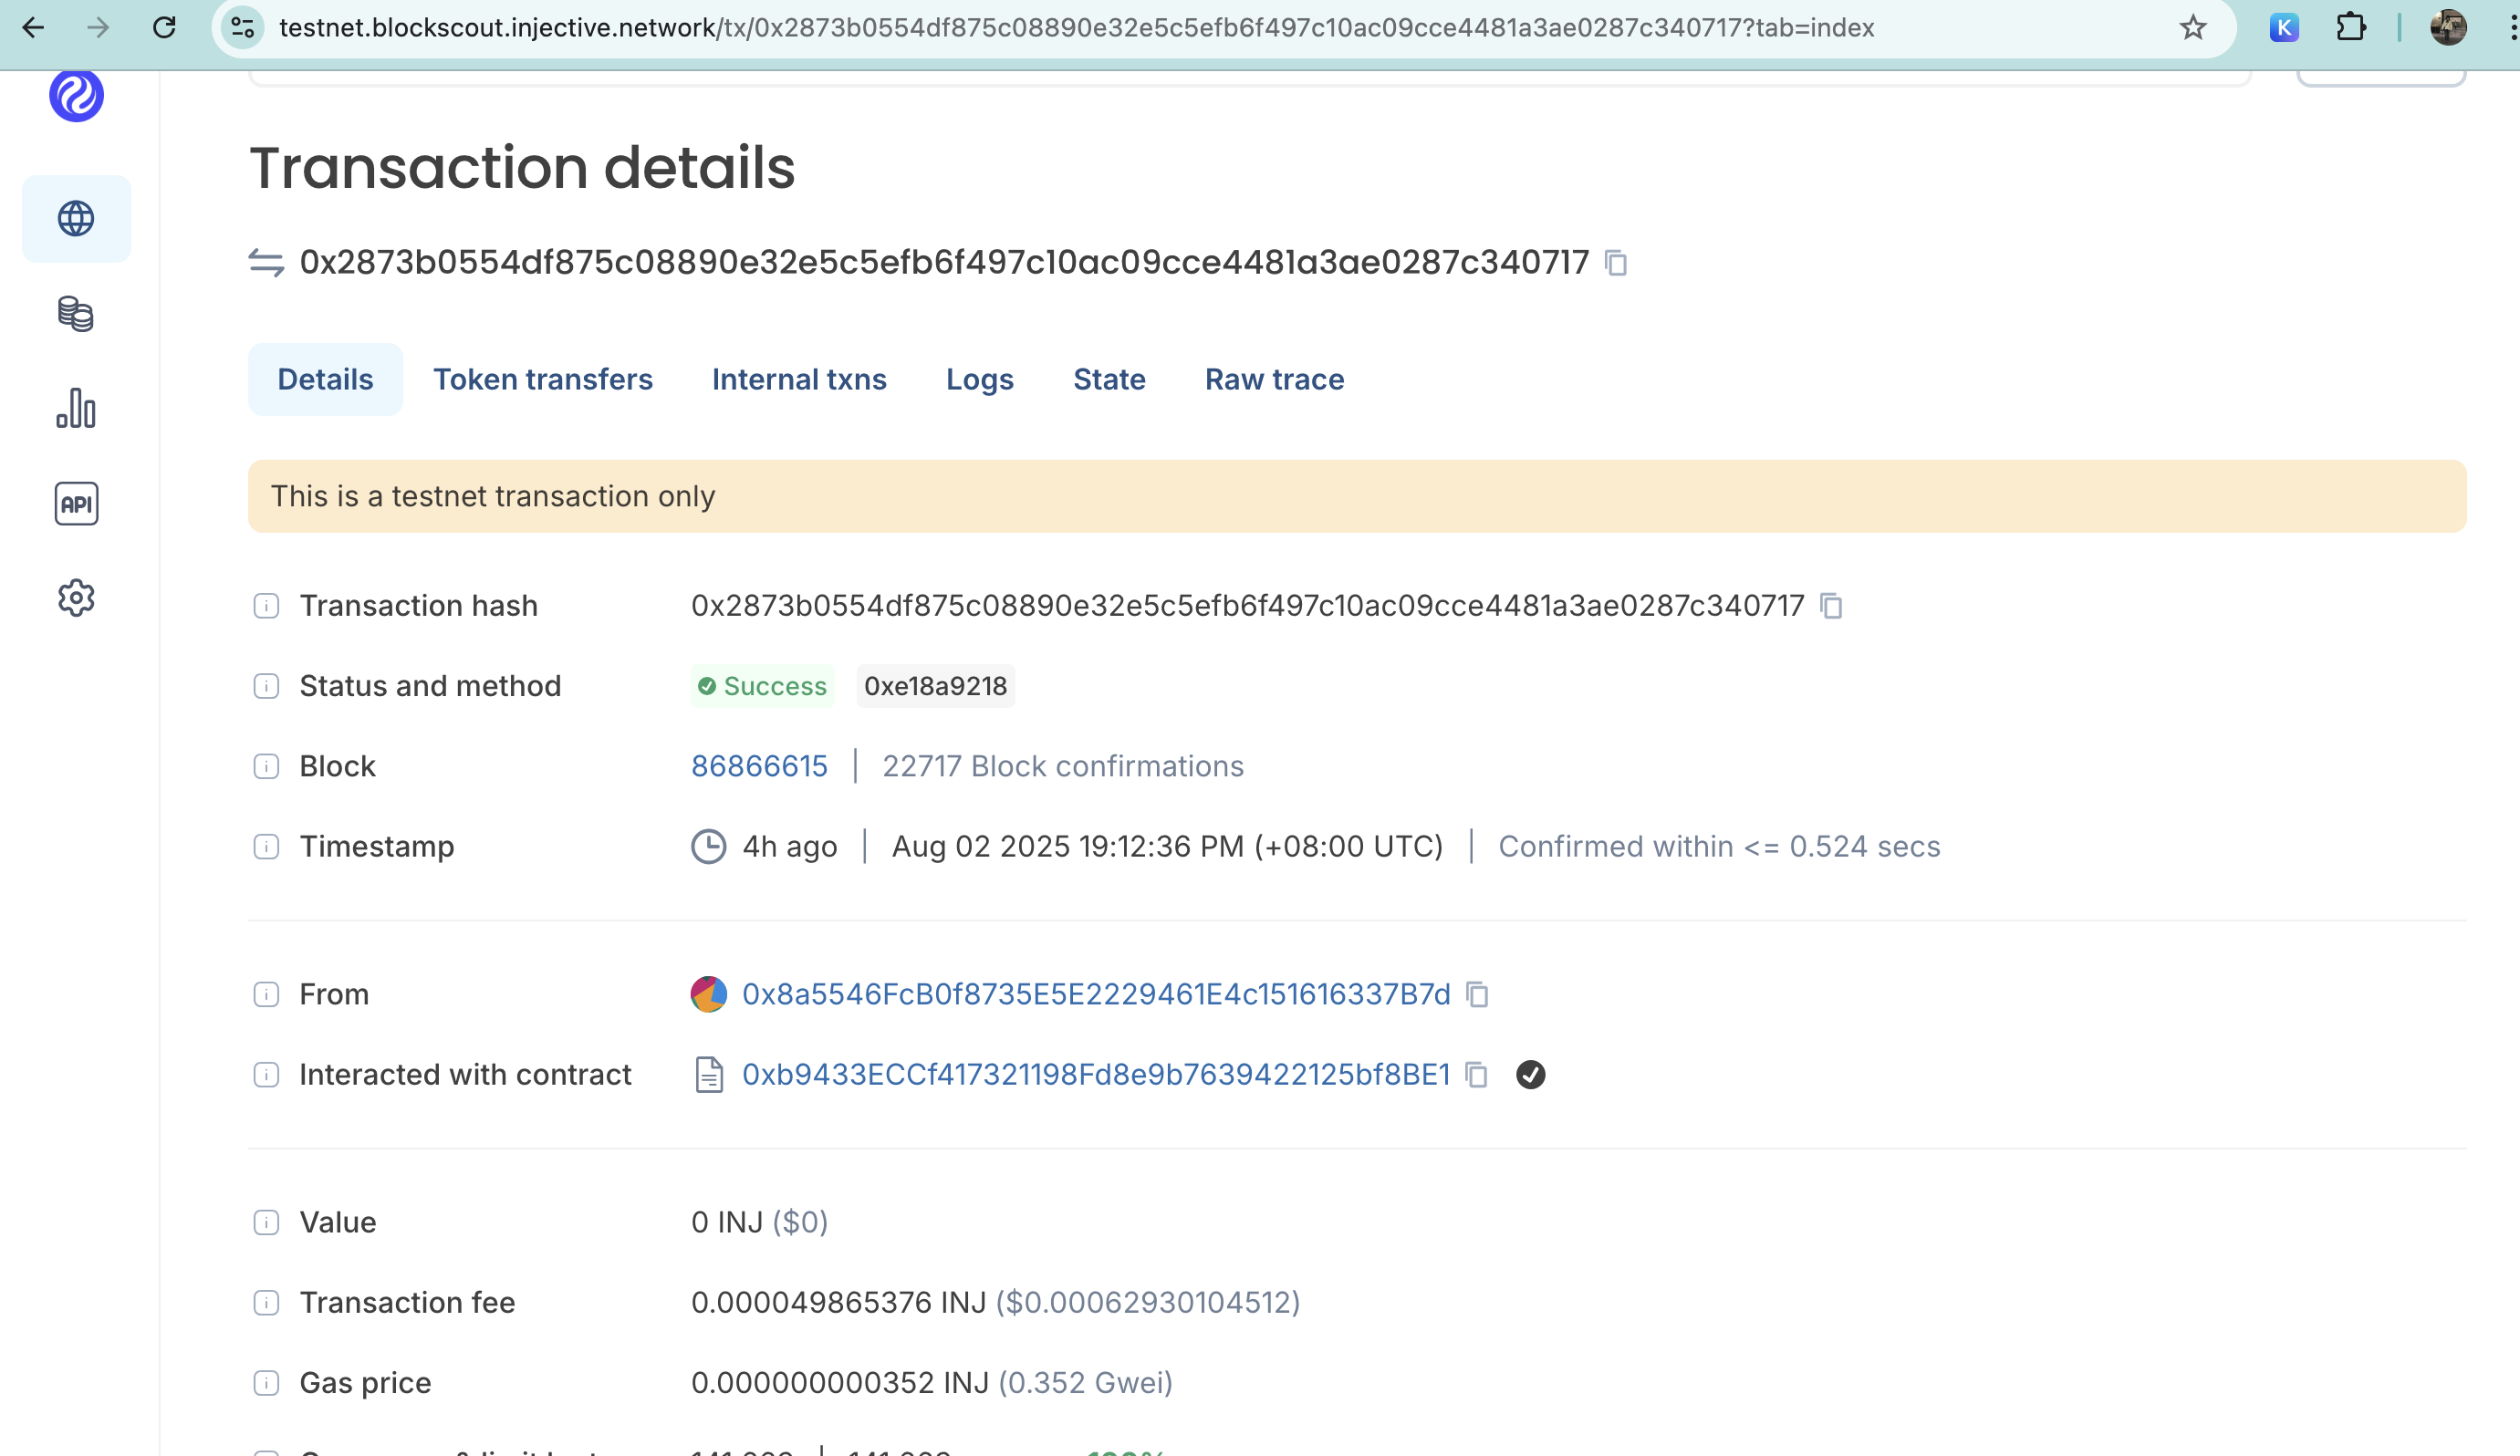 testnet.blockscout.injective.network/tx/0x2873b0554df875c08890e32e5c5efb6f497c10ac09cce4481a3ae0287c340717?tab=index
K
Transaction details
0x2873b0554df875c08890e32e5c5efb6f497c10ac09cce4481a3ae0287c340717
Details Token transfers Internal txns Logs State Raw trace
API
This is a testnet transaction only
Transaction hash 0x2873b0554df875c08890e32e5c5efb6f497c10ac09cce4481a3ae0287c340717
Status and method Success 0xe18a9218
Block 86866615 | 22717 Block confirmations
Timestamp 4h ago | Aug 02 2025 19:12:36 PM (+08:00 UTC) | Confirmed within <= 0.524 secs
From 0x8a5546FcB0f8735E5E2229461E4c151616337B7d
Interacted with contract 0xb9433ECCf417321198Fd8e9b7639422125bf8BE1
Value 0 INJ ($0)
Transaction fee 0.000049865376 INJ ($0.00062930104512)
Gas price 0.000000000352 INJ (0.352 Gwei)